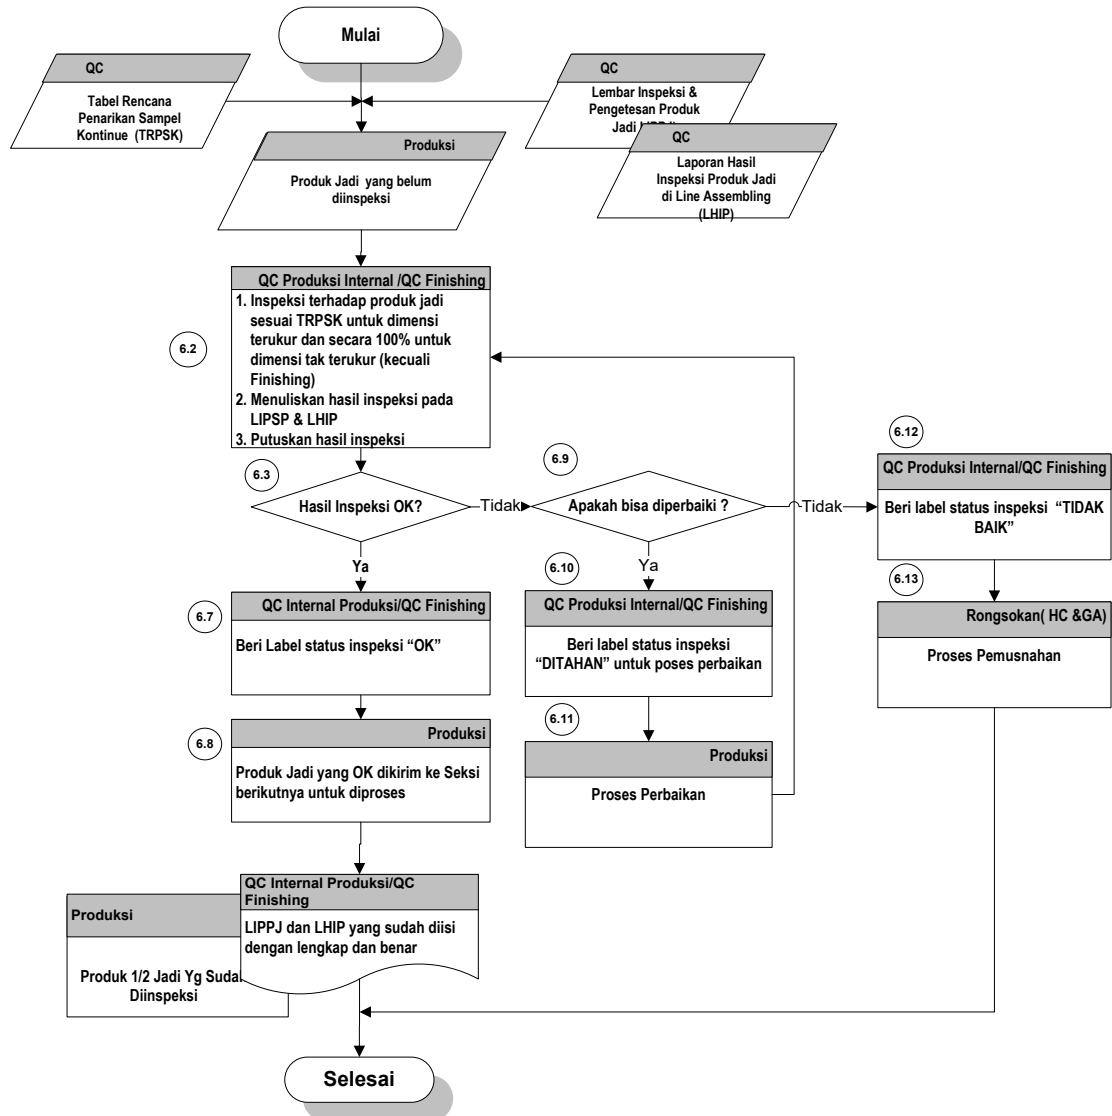 Mulai
QC
Tabel Rencana
Penarikan Sampel
Kontinue (TRPSK)
QC
Lembar Inspeksi &
Pengetesan Produk
Jadi
QC
Laporan Hasil
Inspeksi Produk Jadi
di Line Assembling
(LHIP)
Produksi
Produk Jadi yang belum
diinspeksi
6.2
QC Produksi Internal /QC Finishing
1. Inspeksi terhadap produk jadi
sesuai TRPSK untuk dimensi
terukur dan secara 100% untuk
dimensi tak terukur (kecuali
Finishing)
2. Menuliskan hasil inspeksi pada
LIPSP & LHIP
3. Putuskan hasil inspeksi
6.3
Hasil Inspeksi OK?
Tidak
6.9
Apakah bisa diperbaiki ?
Tidak
6.12
QC Produksi Internal/QC Finishing
Beri label status inspeksi “TIDAK
BAIK”
Ya
Ya
6.7
QC Internal Produksi/QC Finishing
Beri Label status inspeksi “OK”
6.10
QC Produksi Internal/QC Finishing
Beri label status inspeksi
“DITAHAN” untuk poses perbaikan
6.13
Rongsokan( HC &GA)
Proses Pemusnahan
6.8
Produksi
Produk Jadi yang OK dikirim ke Seksi
berikutnya untuk diproses
6.11
Produksi
Proses Perbaikan
QC Internal Produksi/QC
Finishing
LIPPJ dan LHIP yang sudah diisi
dengan lengkap dan benar
Produksi
Produk 1/2 Jadi Yg Sudah
Diinspeksi
Selesai